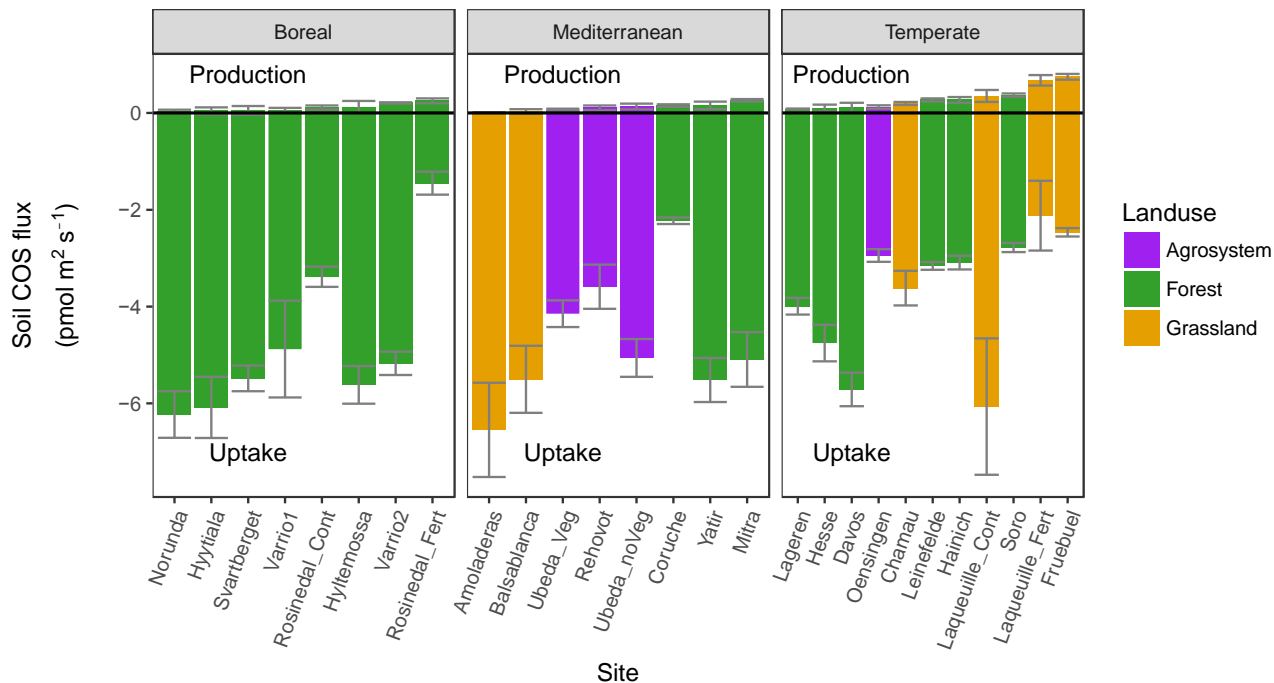 Boreal
Mediterranean
Temperate
Production
Production
Production
Uptake
Uptake
Uptake
0
−2
−4
−6
Soil COS flux
(pmol m² s⁻¹)
Norunda
Hyytiala
Svartberget
Varrio1
Rosinedal_Cont
Hyltemossa
Varrio2
Rosinedal_Fert
Amoladeras
Balsablanca
Ubeda_Veg
Rehovot
Ubeda_noVeg
Coruche
Yatir
Mitra
Lageren
Hesse
Davos
Oensingen
Chamau
Leinefelde
Hainich
Laqueuille_Cont
Soro
Laqueuille_Fert
Fruebuel
Site
Landuse
Agrosystem
Forest
Grassland